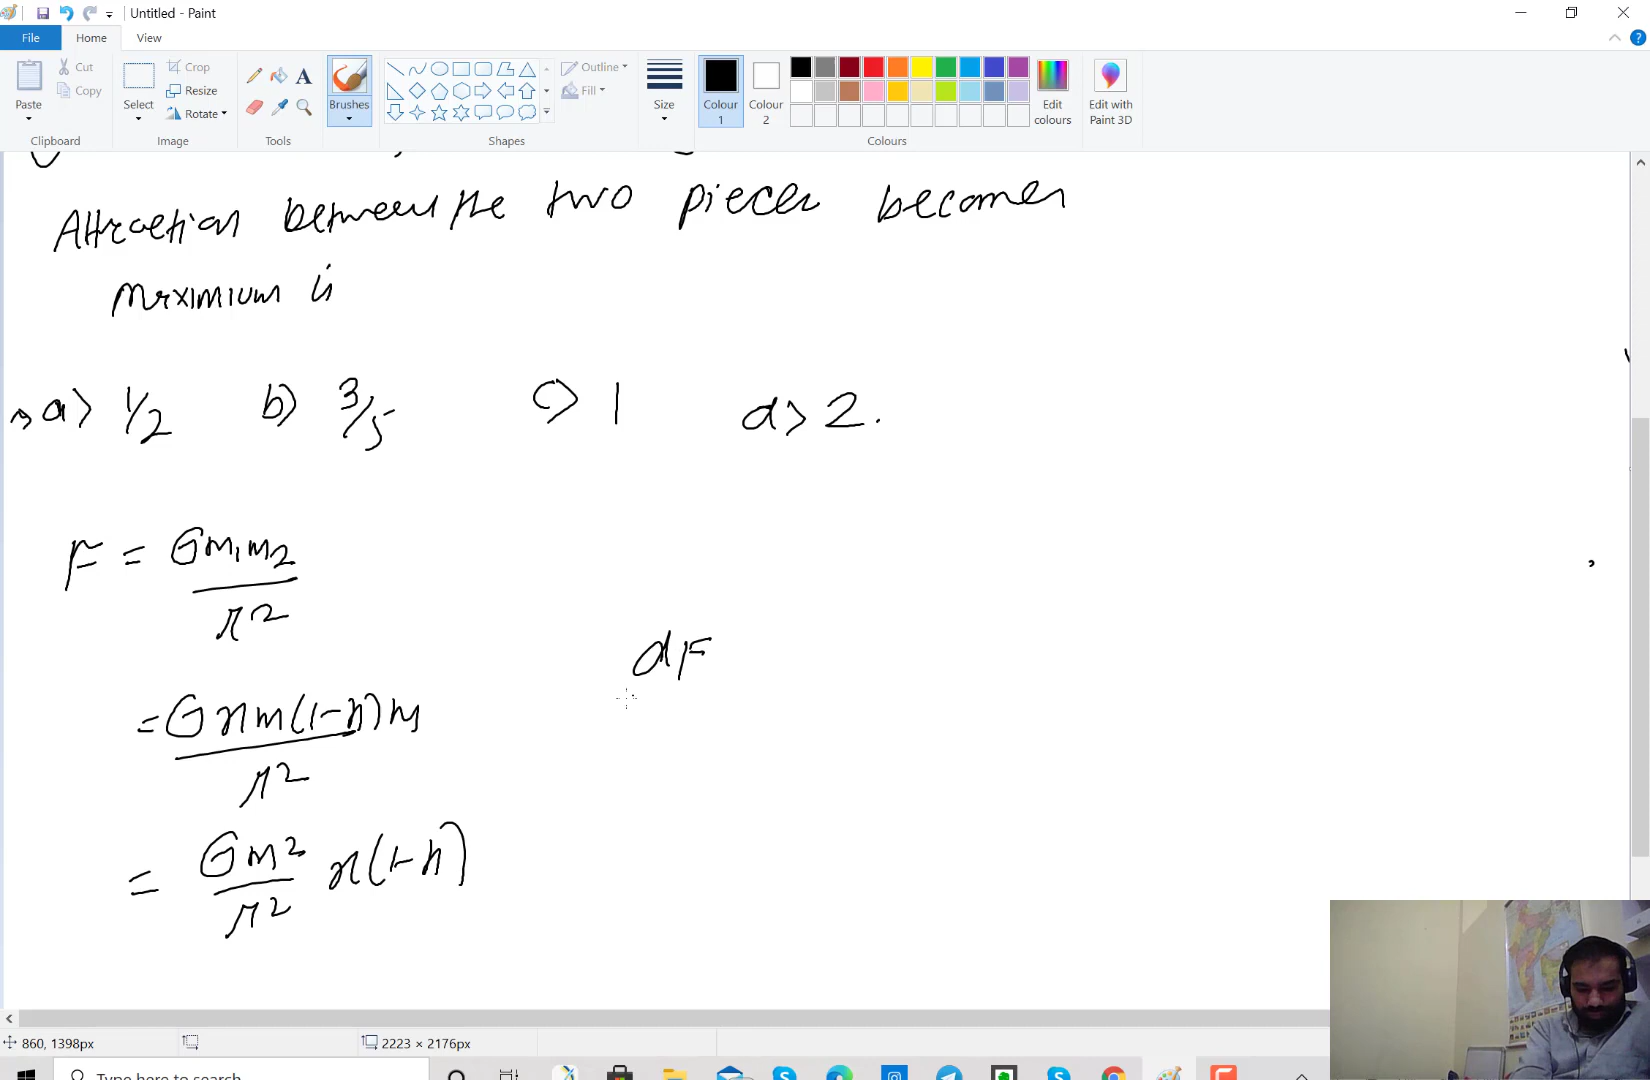 Untitled - Paint
File Home View
Paste
Cut
Copy
Clipboard
Select
Crop
Resize
Rotate
Image
Tools
Brushes
Shapes
Outline
Fill
Size
Colour 1
Colour 2
Edit colours
Edit with Paint 3D
Colours
Attraction between the two pieces becomes
maximium is
a> 1/2 b) 3/5 c> 1 d> 2.
F = Gm₁m₂
r²
dF
= Gxm(1-x)m
r²
= Gm² x(1-x)
r²
860, 1398px 2223 × 2176px
Type here to search